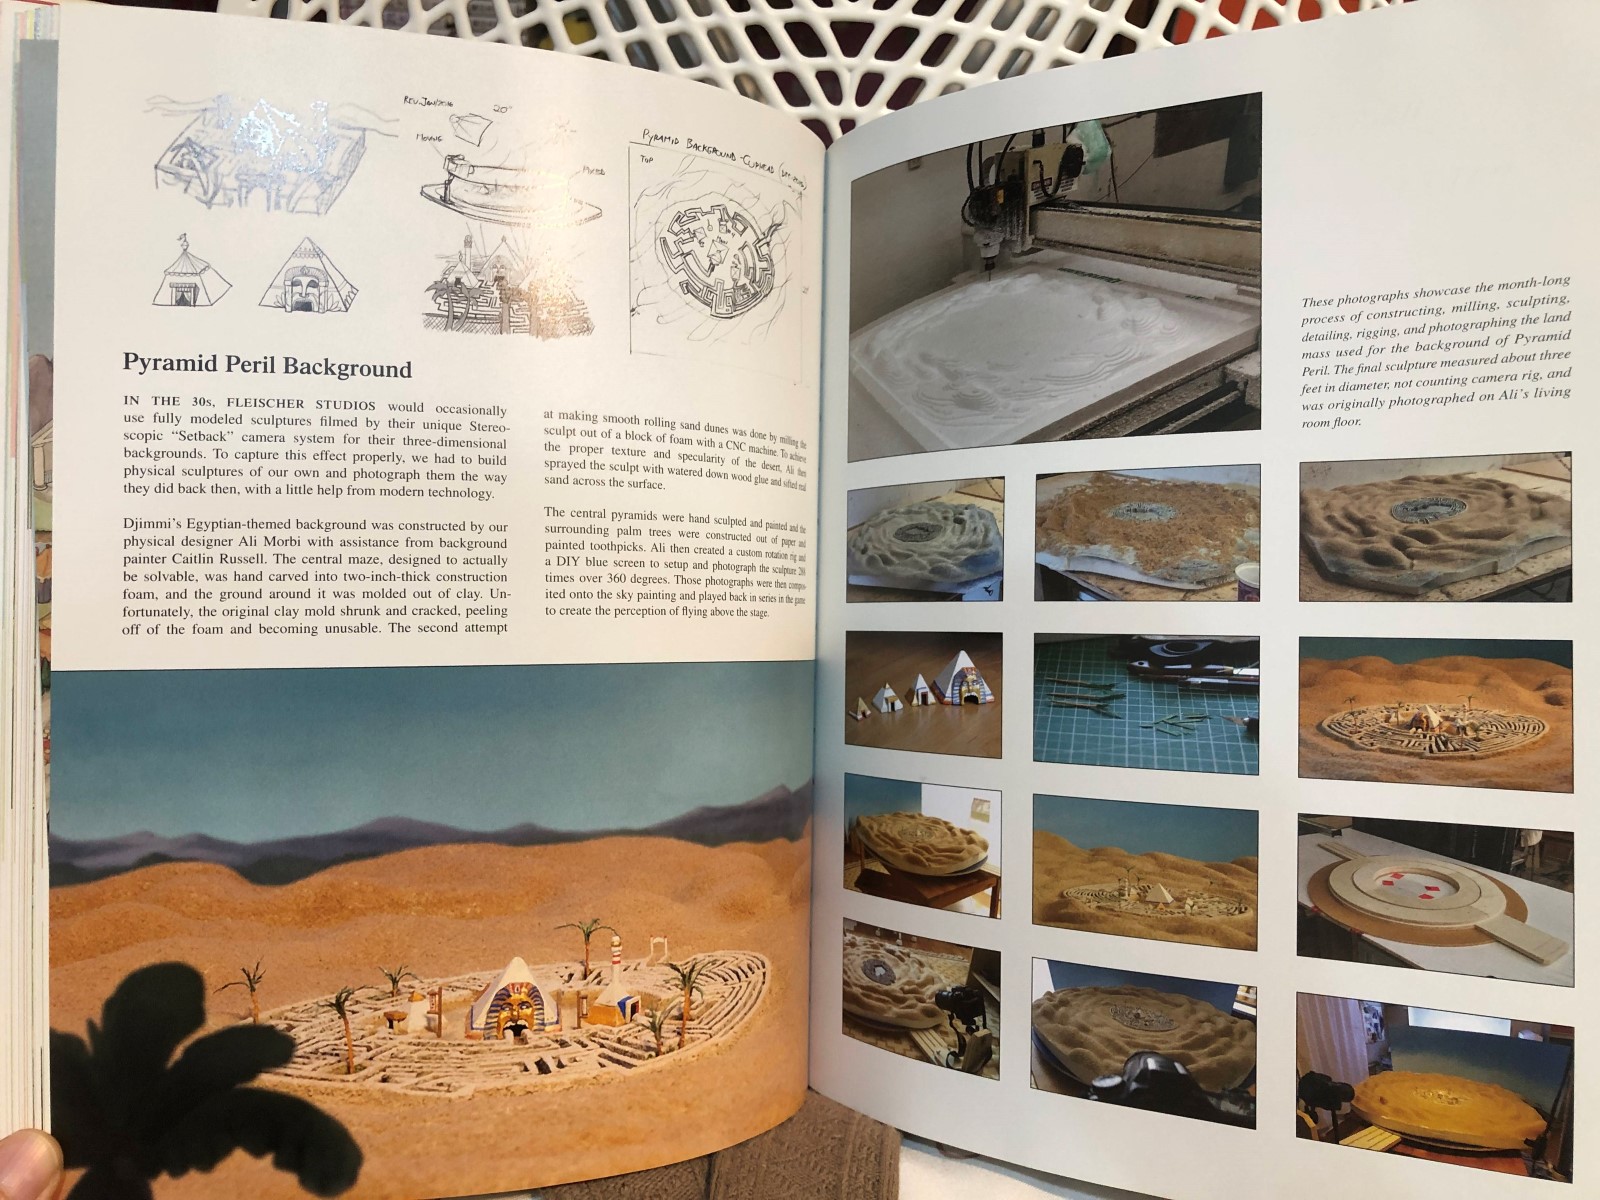 REV. JAN/2016
20"
MOVING
PYRAMID BACKGROUND - CUPHEAD
TOP
Pyramid Peril Background
IN THE 30s, FLEISCHER STUDIOS would occasionally
use fully modeled sculptures filmed by their unique Stereo-
scopic “Setback” camera system for their three-dimensional
backgrounds. To capture this effect properly, we had to build
physical sculptures of our own and photograph them the way
they did back then, with a little help from modern technology.
Djimmi’s Egyptian-themed background was constructed by our
physical designer Ali Morbi with assistance from background
painter Caitlin Russell. The central maze, designed to actually
be solvable, was hand carved into two-inch-thick construction
foam, and the ground around it was molded out of clay. Un-
fortunately, the original clay mold shrunk and cracked, peeling
off of the foam and becoming unusable. The second attempt
at making smooth rolling sand dunes was done by milling the
sculpt out of a block of foam with a CNC machine. To achieve
the proper texture and specularity of the desert, Ali then
sprayed the sculpt with watered down wood glue and sifted real
sand across the surface.
The central pyramids were hand sculpted and painted and the
surrounding palm trees were constructed out of paper and
painted toothpicks. Ali then created a custom rotation rig and
a DIY blue screen to setup and photograph the sculpture
times over 360 degrees. Those photographs were then compos-
ited onto the sky painting and played back in series in the game
to create the perception of flying above the stage.
These photographs showcase the month-long
process of constructing, milling, sculpting,
detailing, rigging, and photographing the land
mass used for the background of Pyramid
Peril. The final sculpture measured about three
feet in diameter, not counting camera rig, and
was originally photographed on Ali’s living
room floor.